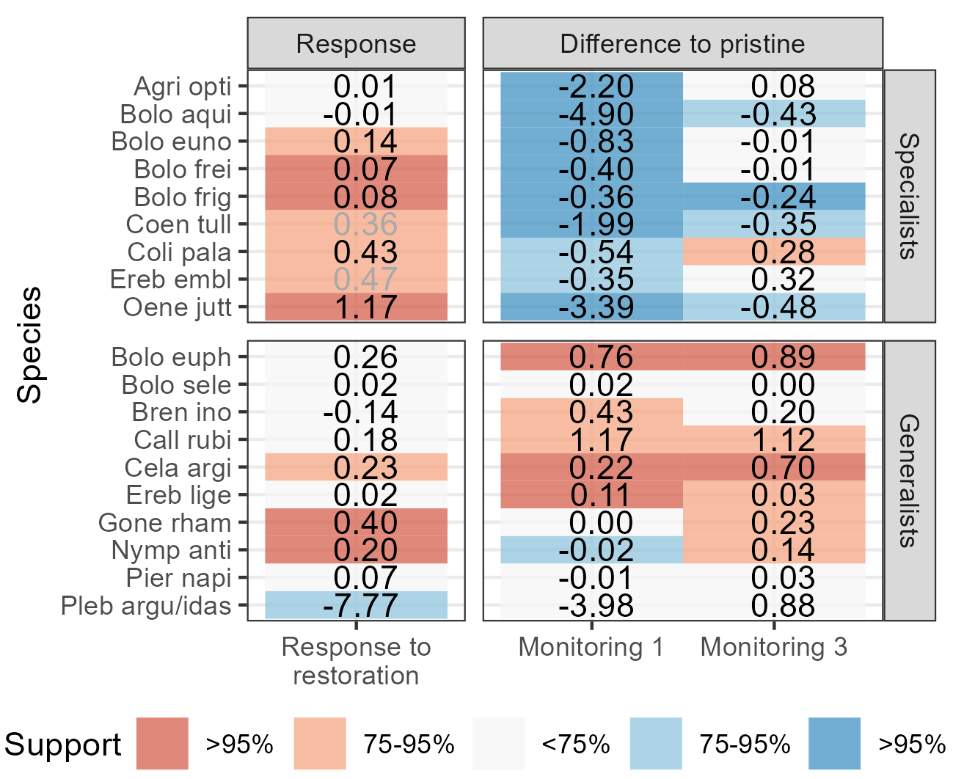 Response Difference to pristine
Agri opti 0.01 -2.20 0.08
Bolo aqui -0.01 -4.90 -0.43
Bolo euno 0.14 -0.83 -0.01
Bolo frei 0.07 -0.40 -0.01
Bolo frig 0.08 -0.36 -0.24
Coen tull 0.36 -1.99 -0.35
Coli pala 0.43 -0.54 0.28
Ereb embl 0.47 -0.35 0.32
Oene jutt 1.17 -3.39 -0.48
Specialists
Species
Bolo euph 0.26 0.76 0.89
Bolo sele 0.02 0.02 0.00
Bren ino -0.14 0.43 0.20
Call rubi 0.18 1.17 1.12
Cela argi 0.23 0.22 0.70
Ereb lige 0.02 0.11 0.03
Gone rham 0.40 0.00 0.23
Nymp anti 0.20 -0.02 0.14
Pier napi 0.07 -0.01 0.03
Pleb argu/idas -7.77 -3.98 0.88
Generalists
Response to Monitoring 1 Monitoring 3
restoration
Support >95% 75-95% <75% 75-95% >95%